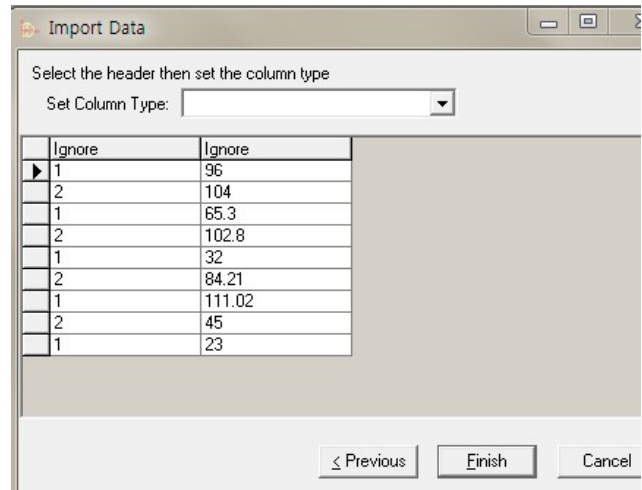 Import Data
Select the header then set the column type
Set Column Type:
Ignore Ignore
1 96
2 104
1 65.3
2 102.8
1 32
2 84.21
1 111.02
2 45
1 23
< Previous Finish Cancel